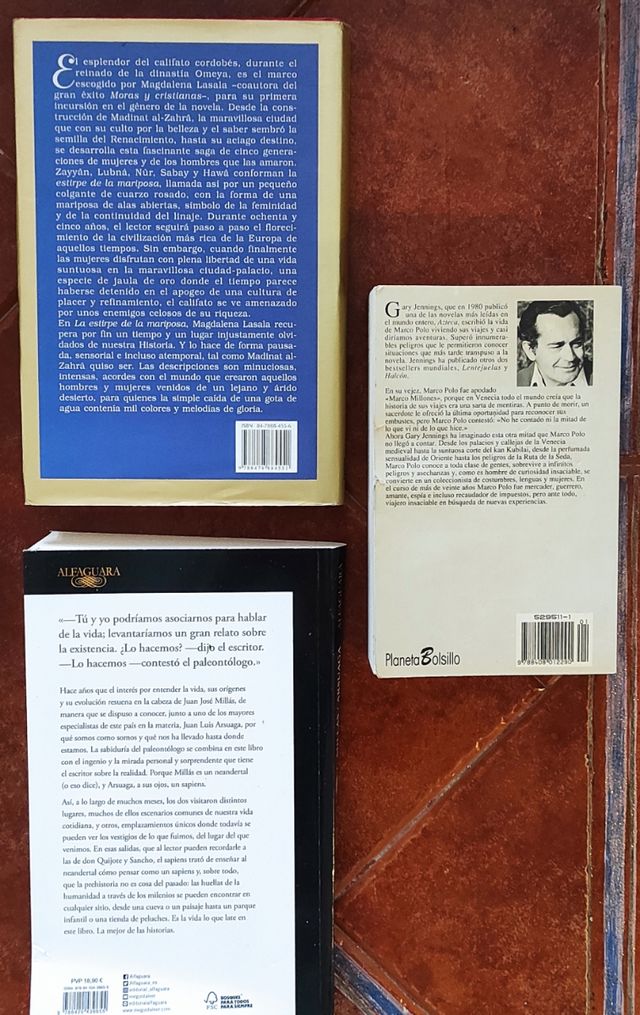 El esplendor del califato cordobés, durante el
reinado de la dinastía Omeya, es el marco
escogido por Magdalena Lasala –coautora del
gran éxito Moras y cristianas–, para su primera
incursión en el género de la novela. Desde la cons-
trucción de Madinat al-Zahrâ, la maravillosa ciudad
que con su culto por la belleza y el saber sembró la
semilla del Renacimiento, hasta su aciago destino,
se desarrolla esta fascinante saga de cinco genera-
ciones de mujeres y de los hombres que las amaron.
Zayyân, Lubnâ, Nûr, Sabay y Hawâ conforman la
estirpe de la mariposa, llamada así por un pequeño
colgante de cuarzo rosado, con la forma de una
mariposa de alas abiertas, símbolo de la feminidad
y de la continuidad del linaje. Durante ochenta y
cinco años, el lector seguirá paso a paso el floreci-
miento de la civilización más rica de la Europa de
aquellos tiempos. Sin embargo, cuando finalmente
las mujeres disfrutan con plena libertad de una vida
suntuosa en la maravillosa ciudad-palacio, una
especie de jaula de oro donde el tiempo parece
haberse detenido en el apogeo de una cultura de
placer y refinamiento, el califato se ve amenazado
por unos enemigos celosos de su riqueza.
En La estirpe de la mariposa, Magdalena Lasala recu-
pera por fin un tiempo y un lugar injustamente olvi-
dados de nuestra Historia. Y lo hace de forma pausa-
da, sensorial e incluso atemporal, tal como Madinat al-
Zahrâ quiso ser. Las descripciones son minuciosas,
intensas, acordes con el mundo que crearon aquellos
hombres y mujeres venidos de un lejano y árido
desierto, para quienes la simple caída de una gota de
agua contenía mil colores y melodías de gloria.
ISBN 84-7888-455-6
Gary Jennings, que en 1980 publicó
una de las novelas más leídas en
el mundo entero, Azteca, escribió la vida
de Marco Polo viviendo sus viajes y casi
diríamos aventuras. Superó innumera-
bles peligros que le permitieron conocer
situaciones que más tarde transpuso a la
novela. Jennings ha publicado otros dos
bestsellers mundiales, Lentejuelas y
Halcón.
En su vejez, Marco Polo fue apodado
«Marco Millones», porque en Venecia todo el mundo creía que la
historia de sus viajes era una sarta de mentiras. A punto de morir, un
sacerdote le ofreció la última oportunidad para reconocer sus
embustes, pero Marco Polo contestó: «No he contado ni la mitad de
lo que vi ni de lo que hice.»
Ahora Gary Jennings ha imaginado esta otra mitad que Marco Polo
no llegó a contar. Desde los palacios y callejas de la Venecia
medieval hasta la suntuosa corte del kan Kubilai, desde la perfumada
sensualidad de Oriente hasta los peligros de la Ruta de la Seda,
Marco Polo conoce a toda clase de gentes, sobrevive a infinitos
peligros y asechanzas y, como es hombre de curiosidad insaciable, se
convierte en un coleccionista de costumbres, lenguas y mujeres. En
el curso de más de veinte años Marco Polo fue mercader, guerrero,
amante, espía e incluso recaudador de impuestos, pero ante todo,
viajero insaciable en búsqueda de nuevas experiencias.
529511-1
01
9788408012290
Planeta Bolsillo
ALFAGUARA
ALFAGUARA
«—Tú y yo podríamos asociarnos para hablar
de la vida; levantaríamos un gran relato sobre
la existencia. ¿Lo hacemos? —dijo el escritor.
—Lo hacemos —contestó el paleontólogo.»
Hace años que el interés por entender la vida, sus orígenes
y su evolución resuena en la cabeza de Juan José Millás, de
manera que se dispuso a conocer, junto a uno de los mayores
especialistas de este país en la materia, Juan Luis Arsuaga, por
qué somos como somos y qué nos ha llevado hasta donde
estamos. La sabiduría del paleontólogo se combina en este libro
con el ingenio y la mirada personal y sorprendente que tiene
el escritor sobre la realidad. Porque Millás es un neandertal
(o eso dice), y Arsuaga, a sus ojos, un sapiens.
Así, a lo largo de muchos meses, los dos visitaron distintos
lugares, muchos de ellos escenarios comunes de nuestra vida
cotidiana, y otros, emplazamientos únicos donde todavía se
pueden ver los vestigios de lo que fuimos, del lugar del que
venimos. En esas salidas, que al lector pueden recordarle a
las de don Quijote y Sancho, el sapiens trató de enseñar al
neandertal cómo pensar como un sapiens y, sobre todo,
que la prehistoria no es cosa del pasado: las huellas de la
humanidad a través de los milenios se pueden encontrar en
cualquier sitio, desde una cueva o un paisaje hasta un parque
infantil o una tienda de peluches. Es la vida lo que late en
este libro. La mejor de las historias.
PVP 18,90 €
Alfaguara
Alfaguara_es
editorial_alfaguara
megustaleer
editorialalfaguara
www.megustaleer.com
FSC
BOSQUES
PARA TODOS
PARA SIEMPRE